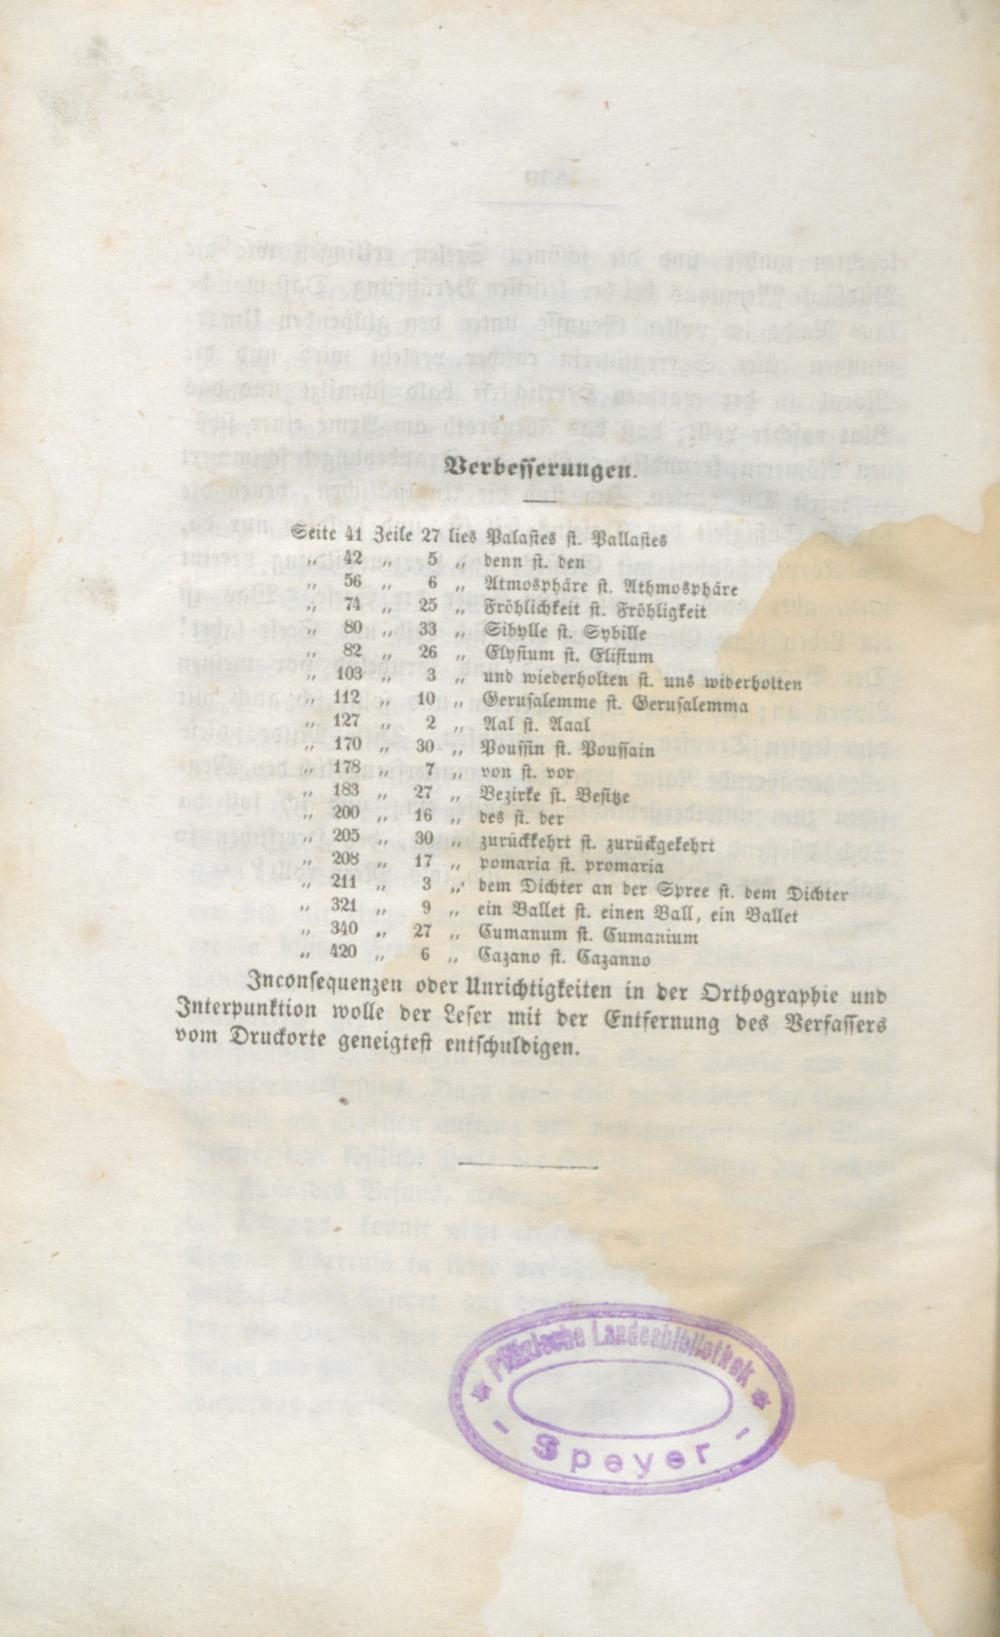 Verbesserungen.
Seite 41 Zeile 27 lies Palastes st. Pallastes
„ 42 „ 5 „ denn st. den
„ 56 „ 6 „ Atmosphäre st. Athmosphäre
„ 74 „ 25 „ Fröhlichkeit st. Fröhligkeit
„ 80 „ 33 „ Sibylle st. Sybille
„ 82 „ 26 „ Elysium st. Elisium
„ 103 „ 3 „ und wiederholten st. uns widerholten
„ 112 „ 10 „ Gerusalemme st. Gerusalemma
„ 127 „ 2 „ Aal st. Aaal
„ 170 „ 30 „ Poussin st. Poussain
„ 178 „ 7 „ von st. vor
„ 183 „ 27 „ Bezirke st. Besitze
„ 200 „ 16 „ des st. der
„ 205 „ 30 „ zurückkehrt st. zurückgekehrt
„ 208 „ 17 „ pomaria st. promaria
„ 211 „ 3 „ dem Dichter an der Spree st. dem Dichter
„ 321 „ 9 „ ein Ballet st. einen Ball, ein Ballet
„ 340 „ 27 „ Cumanum st. Cumanium
„ 420 „ 6 „ Cazano st. Cazanno
Inconsequenzen oder Unrichtigkeiten in der Orthographie und
Interpunktion wolle der Leser mit der Entfernung des Verfassers
vom Druckorte geneigtest entschuldigen.
* Pfälzische Landesbibliothek *
- Speyer -